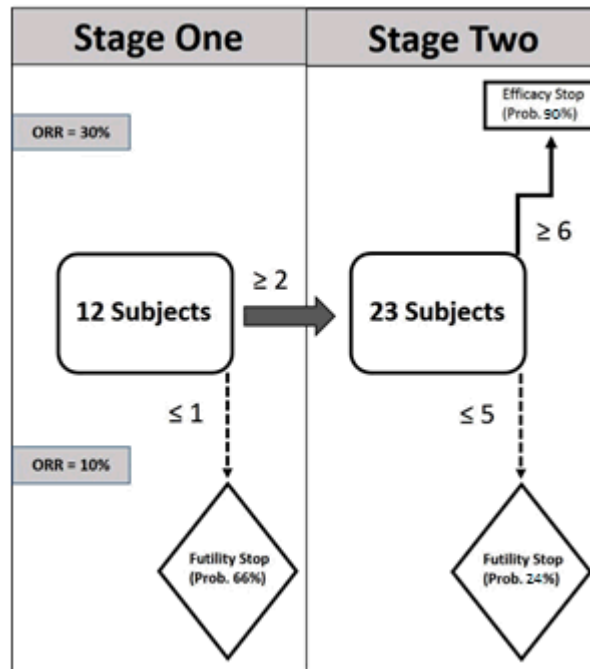 Stage One
Stage Two
Efficacy Stop
(Prob. 90%)
ORR = 30%
≥ 6
≥ 2
12 Subjects
23 Subjects
≤ 1
≤ 5
ORR = 10%
Futility Stop
(Prob. 66%)
Futility Stop
(Prob. 24%)